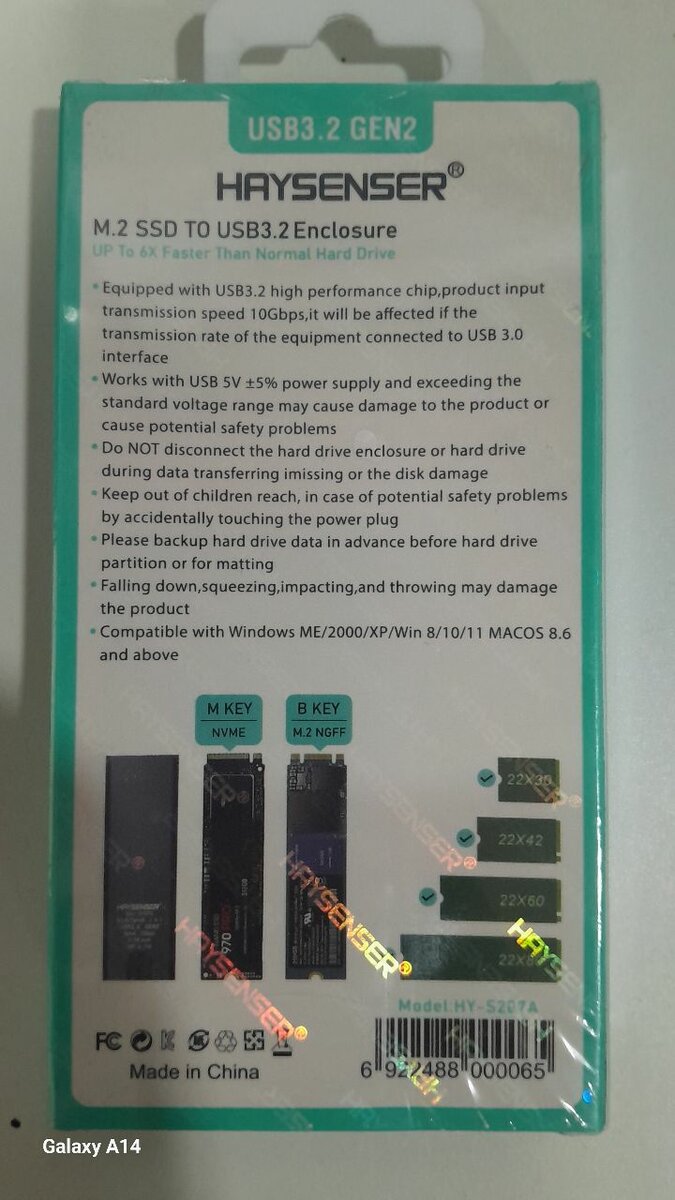 USB3.2 GEN2
HAYSENSER®
M.2 SSD TO USB3.2 Enclosure
UP To 6X Faster Than Normal Hard Drive
• Equipped with USB3.2 high performance chip,product input
transmission speed 10Gbps,it will be affected if the
transmission rate of the equipment connected to USB 3.0
interface
• Works with USB 5V ±5% power supply and exceeding the
standard voltage range may cause damage to the product or
cause potential safety problems
• Do NOT disconnect the hard drive enclosure or hard drive
during data transferring imissing or the disk damage
• Keep out of children reach, in case of potential safety problems
by accidentally touching the power plug
• Please backup hard drive data in advance before hard drive
partition or for matting
• Falling down,squeezing,impacting,and throwing may damage
the product
• Compatible with Windows ME/2000/XP/Win 8/10/11 MACOS 8.6
and above
M KEY
NVME
B KEY
M.2 NGFF
22X30
22X42
22X60
HAYSENSER
970
HAYSENSER®
HAYSENSER®
Model:HY-
FC
Made in China
6 922488 000065
Galaxy A14